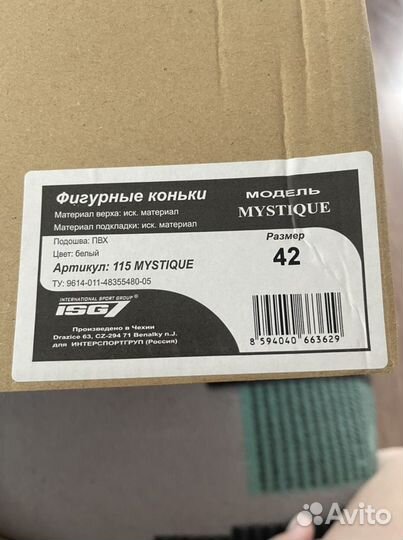 Фигурные коньки
Материал верха: иск. материал
Материал подкладки: иск. материал
Подошва: ПВХ
Цвет: белый
Артикул: 115 MYSTIQUE
ТУ: 9614-011-48355480-05
INTERNATIONAL SPORT GROUP
ISG
Произведено в Чехии
Drazice 63, CZ-294 71 Benatky n.J.
для ИНТЕРСПОРТГРУП (Россия)
МОДЕЛЬ
MYSTIQUE
Размер
42
8 594040 663629
Avito